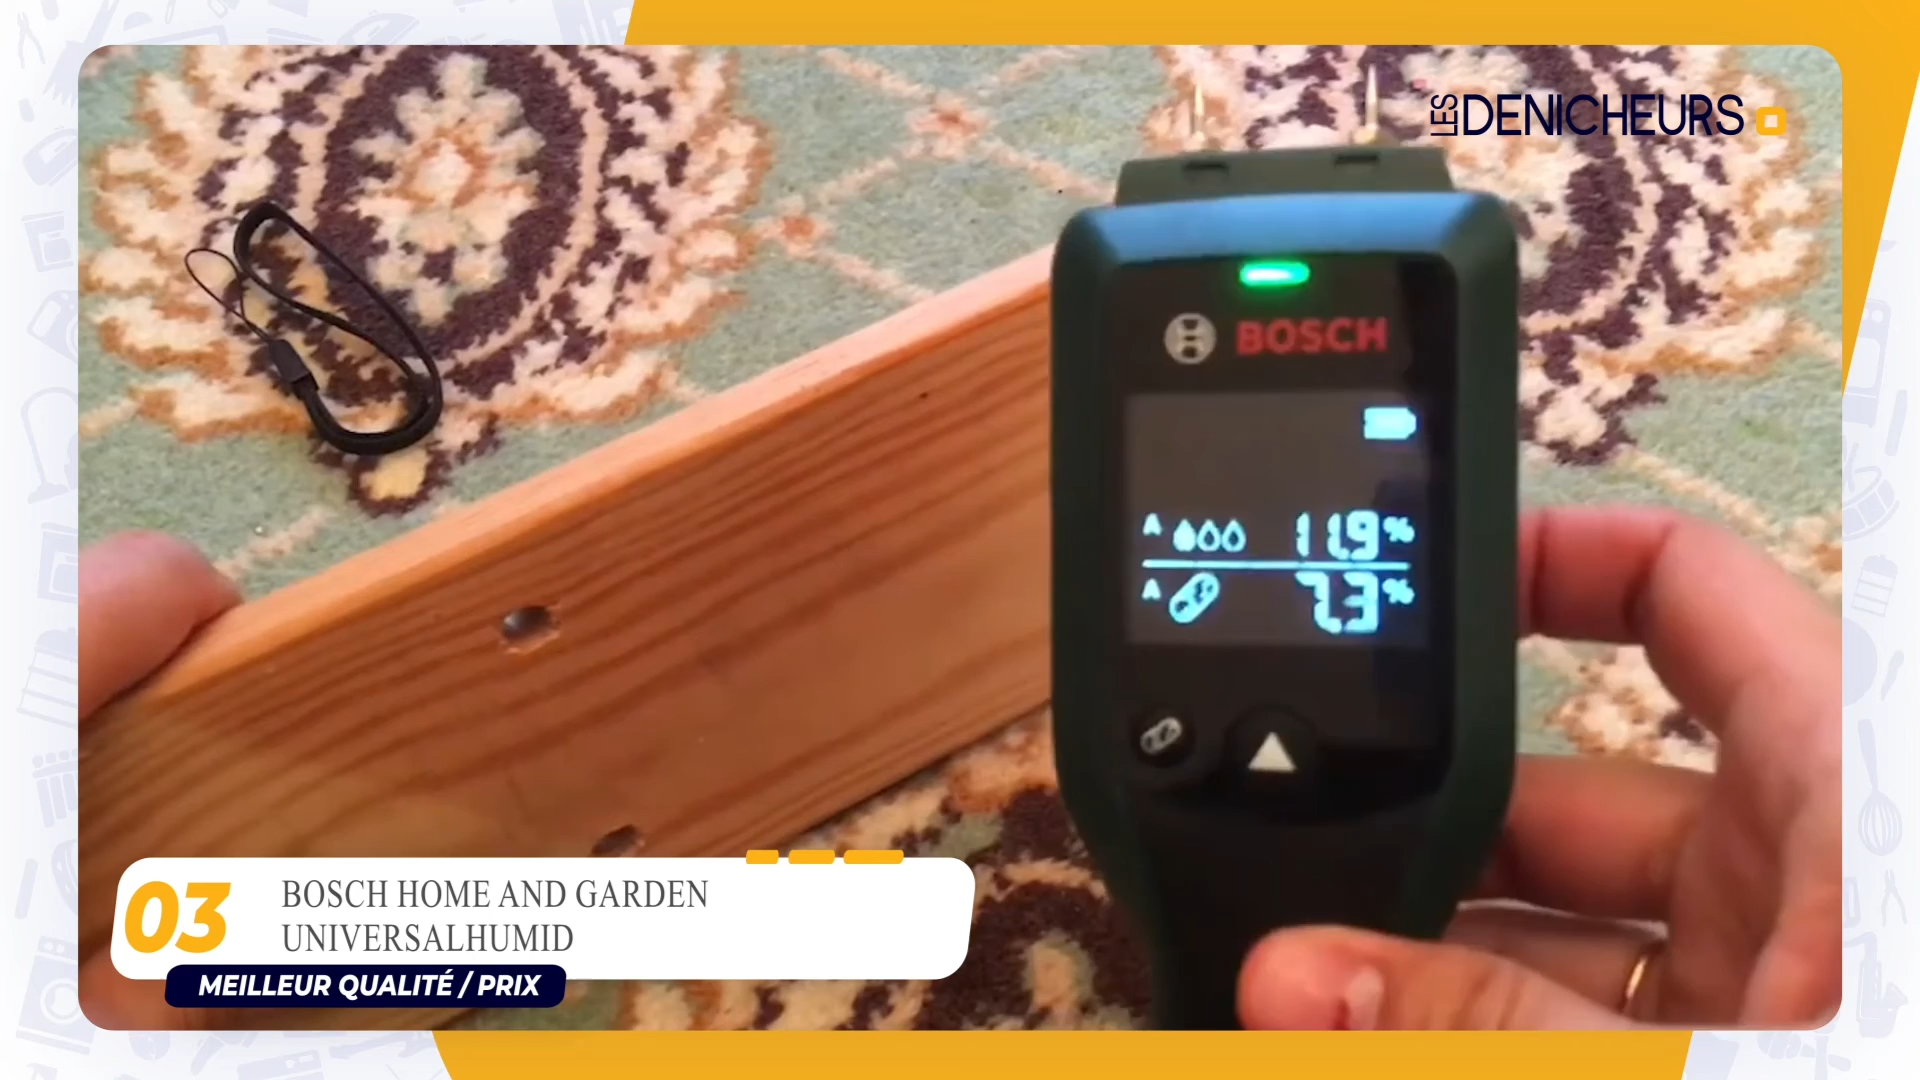 LES DENICHEURS
BOSCH
A 11.9%
A 7.3%
03
BOSCH HOME AND GARDEN
UNIVERSALHUMID
MEILLEUR QUALITÉ / PRIX